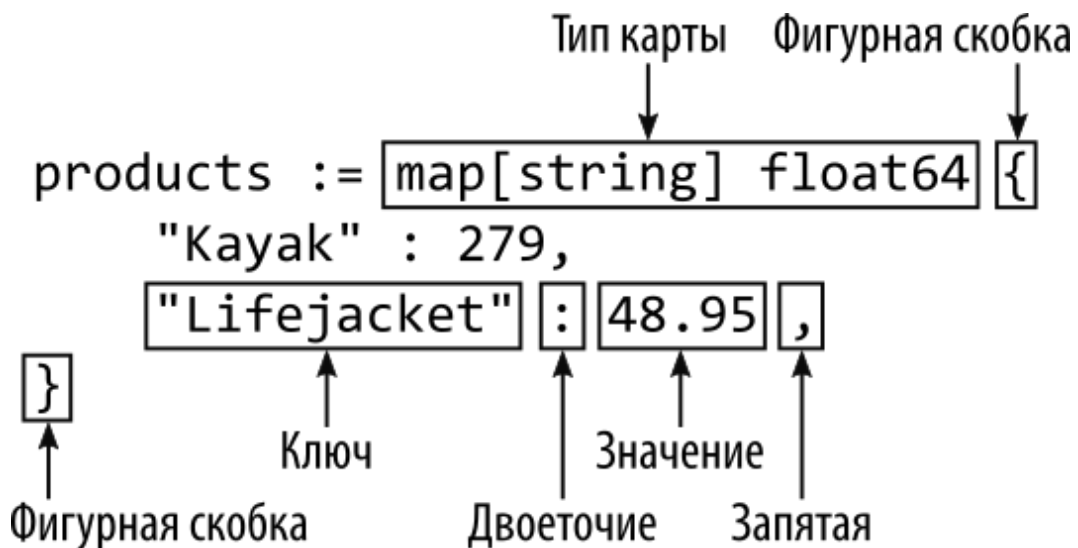 Тип карты Фигурная скобка
products := map[string] float64 {
"Kayak" : 279,
"Lifejacket" : 48.95 ,
}
Ключ Значение
Фигурная скобка Двоеточие Запятая